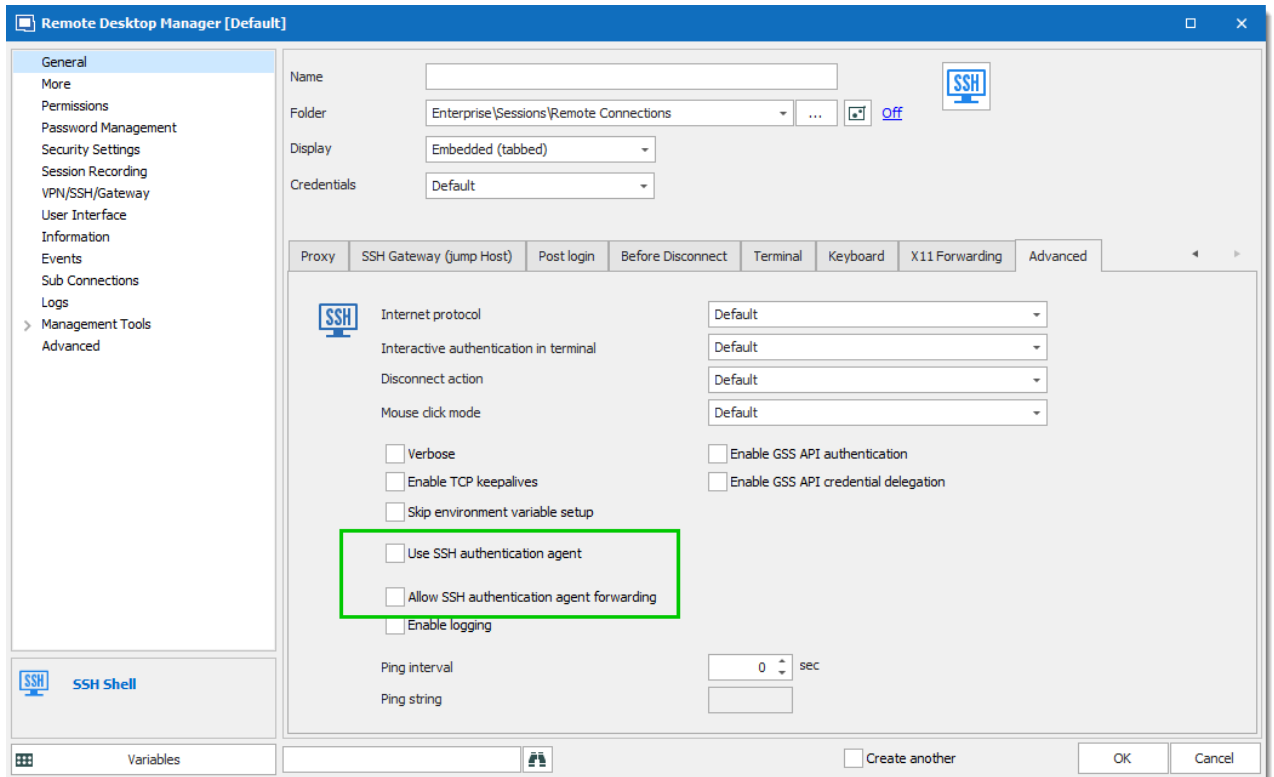 Remote Desktop Manager [Default]
General
More
Permissions
Password Management
Security Settings
Session Recording
VPN/SSH/Gateway
User Interface
Information
Events
Sub Connections
Logs
Management Tools
Advanced
SSH
SSH Shell
Variables
Name
Folder
Enterprise\Sessions\Remote Connections
...
Off
Display
Embedded (tabbed)
Credentials
Default
SSH
Proxy
SSH Gateway (jump Host)
Post login
Before Disconnect
Terminal
Keyboard
X11 Forwarding
Advanced
SSH
Internet protocol
Default
Interactive authentication in terminal
Default
Disconnect action
Default
Mouse click mode
Default
Verbose
Enable GSS API authentication
Enable TCP keepalives
Enable GSS API credential delegation
Skip environment variable setup
Use SSH authentication agent
Allow SSH authentication agent forwarding
Enable logging
Ping interval
0
sec
Ping string
Create another
OK
Cancel